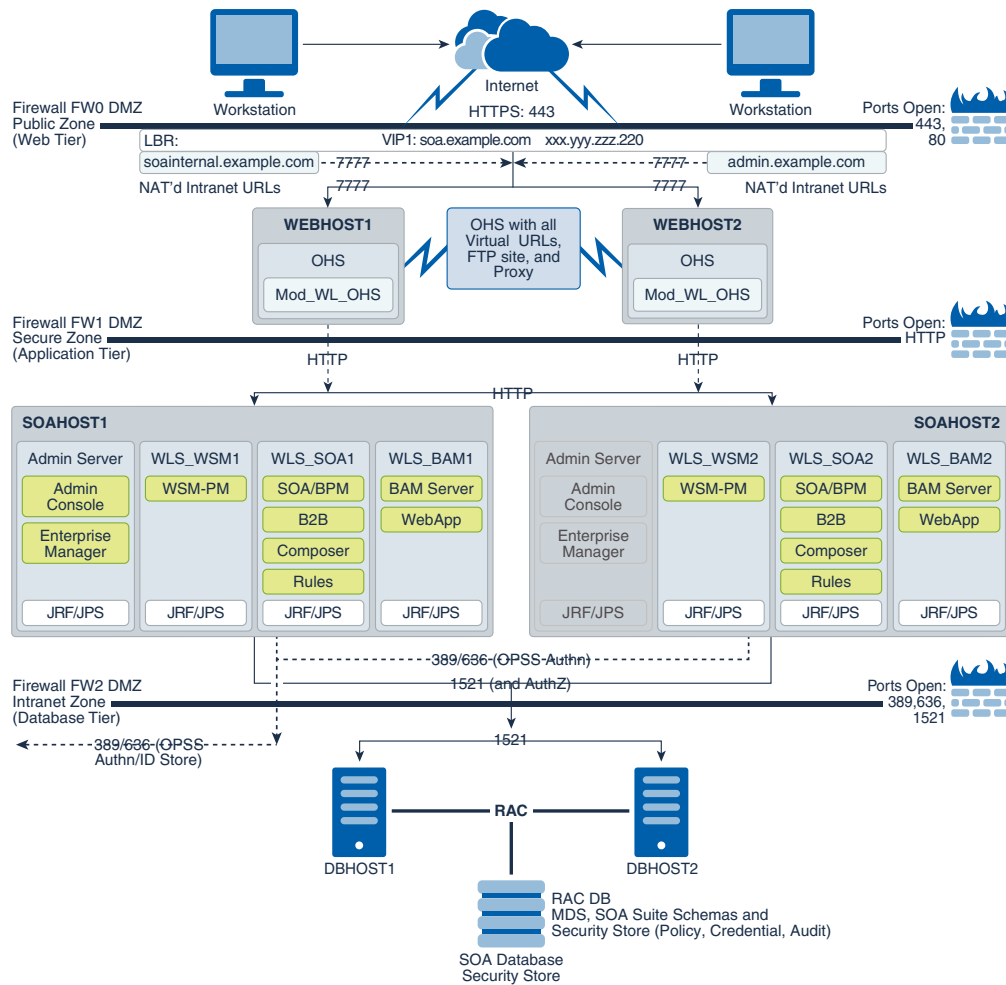 Workstation
Internet
Workstation
Firewall FW0 DMZ
Public Zone
(Web Tier)
HTTPS: 443
Ports Open:
443,
80
LBR:
VIP1: soa.example.com xxx.yyy.zzz.220
soainternal.example.com
7777
7777
admin.example.com
NAT'd Intranet URLs
7777
7777
NAT'd Intranet URLs
WEBHOST1
OHS
Mod_WL_OHS
OHS with all
Virtual URLs,
FTP site, and
Proxy
WEBHOST2
OHS
Mod_WL_OHS
Firewall FW1 DMZ
Secure Zone
(Application Tier)
Ports Open:
HTTP
HTTP
HTTP
HTTP
SOAHOST1
Admin Server
Admin
Console
Enterprise
Manager
JRF/JPS
WLS_WSM1
WSM-PM
JRF/JPS
WLS_SOA1
SOA/BPM
B2B
Composer
Rules
JRF/JPS
WLS_BAM1
BAM Server
WebApp
JRF/JPS
SOAHOST2
Admin Server
Admin
Console
Enterprise
Manager
JRF/JPS
WLS_WSM2
WSM-PM
JRF/JPS
WLS_SOA2
SOA/BPM
B2B
Composer
Rules
JRF/JPS
WLS_BAM2
BAM Server
WebApp
JRF/JPS
389/636 (OPSS Authn)
1521 (and AuthZ)
Firewall FW2 DMZ
Intranet Zone
(Database Tier)
Ports Open:
389,636,
1521
389/636 (OPSS
Authn/ID Store)
1521
RAC
DBHOST1
DBHOST2
RAC DB
MDS, SOA Suite Schemas and
Security Store (Policy, Credential, Audit)
SOA Database
Security Store